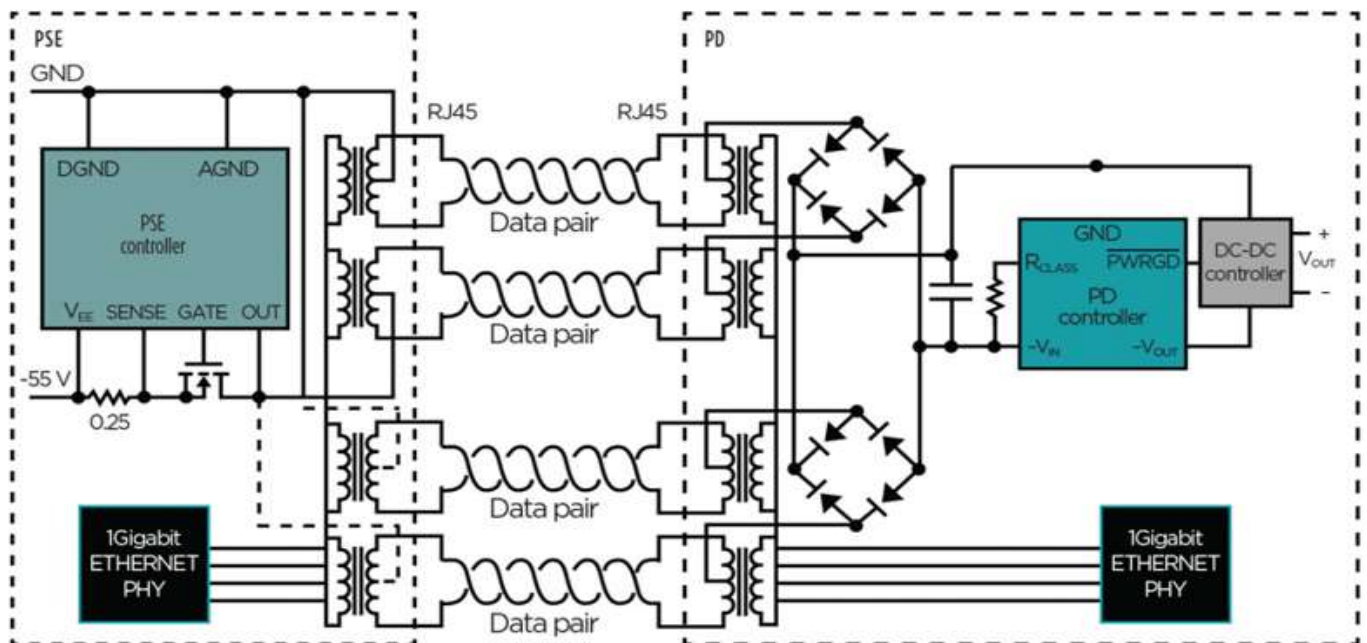 PSE
PD
GND
RJ45
RJ45
DGND
AGND
PSE
controller
VEE
SENSE
GATE
OUT
-55 V
0.25
Data pair
Data pair
Data pair
Data pair
GND
RCLASS
PWRGD
PD
controller
-VIN
-VOUT
DC-DC
controller
+
VOUT
-
1Gigabit
ETHERNET
PHY
1Gigabit
ETHERNET
PHY